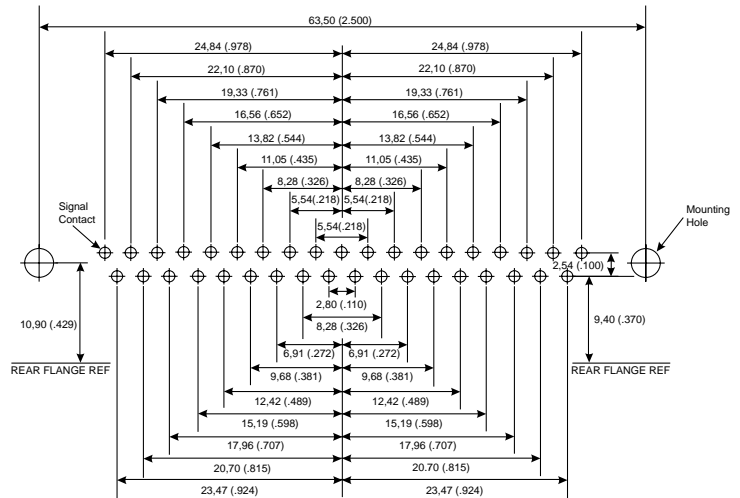 63,50 (2.500)
24,84 (.978) 24,84 (.978)
22,10 (.870) 22,10 (.870)
19,33 (.761) 19,33 (.761)
16,56 (.652) 16,56 (.652)
13,82 (.544) 13,82 (.544)
11,05 (.435) 11,05 (.435)
8,28 (.326) 8,28 (.326)
5,54(.218) 5,54(.218)
5,54(.218)
Signal
Contact
Mounting
Hole
2,54 (.100)
2,80 (.110)
10,90 (.429)
9,40 (.370)
8,28 (.326)
6,91 (.272) 6,91 (.272)
REAR FLANGE REF REAR FLANGE REF
9,68 (.381) 9,68 (.381)
12,42 (.489) 12,42 (.489)
15,19 (.598) 15,19 (.598)
17,96 (.707) 17,96 (.707)
20,70 (.815) 20.70 (.815)
23,47 (.924) 23,47 (.924)